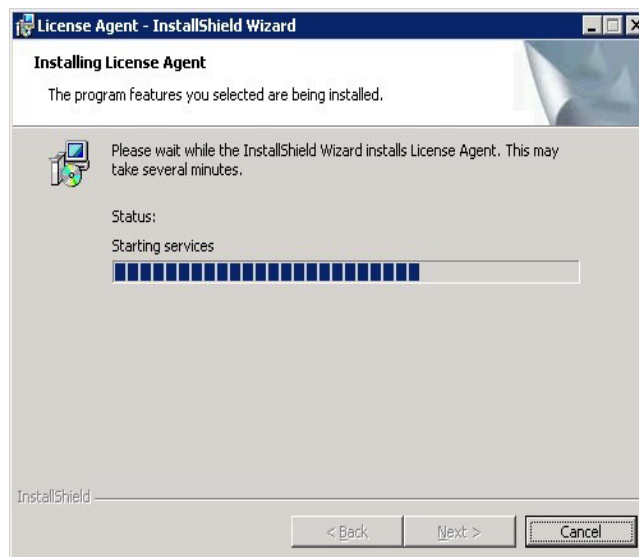 License Agent - InstallShield Wizard
Installing License Agent
The program features you selected are being installed.
Please wait while the InstallShield Wizard installs License Agent. This may
take several minutes.
Status:
Starting services
InstallShield
< Back
Next >
Cancel